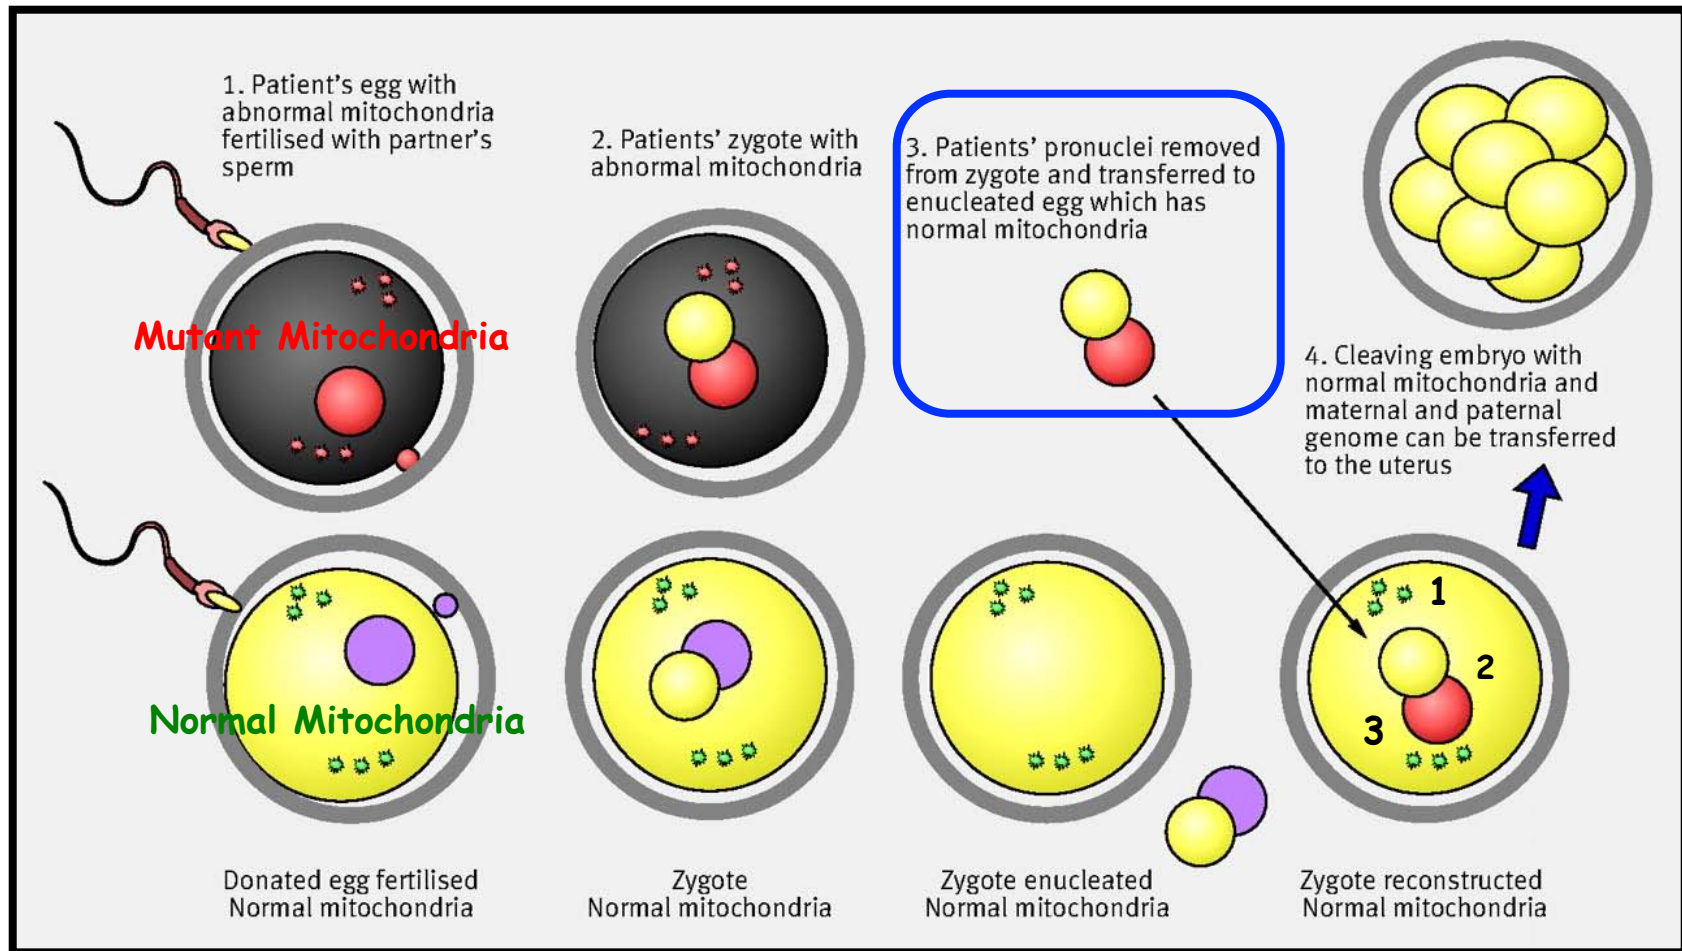 1. Patient's egg with
abnormal mitochondria
fertilised with partner's
sperm
2. Patients' zygote with
abnormal mitochondria
3. Patients' pronuclei removed
from zygote and transferred to
enucleated egg which has
normal mitochondria
4. Cleaving embryo with
normal mitochondria and
maternal and paternal
genome can be transferred
to the uterus
Mutant Mitochondria
Normal Mitochondria
1
2
3
Donated egg fertilised
Normal mitochondria
Zygote
Normal mitochondria
Zygote enucleated
Normal mitochondria
Zygote reconstructed
Normal mitochondria